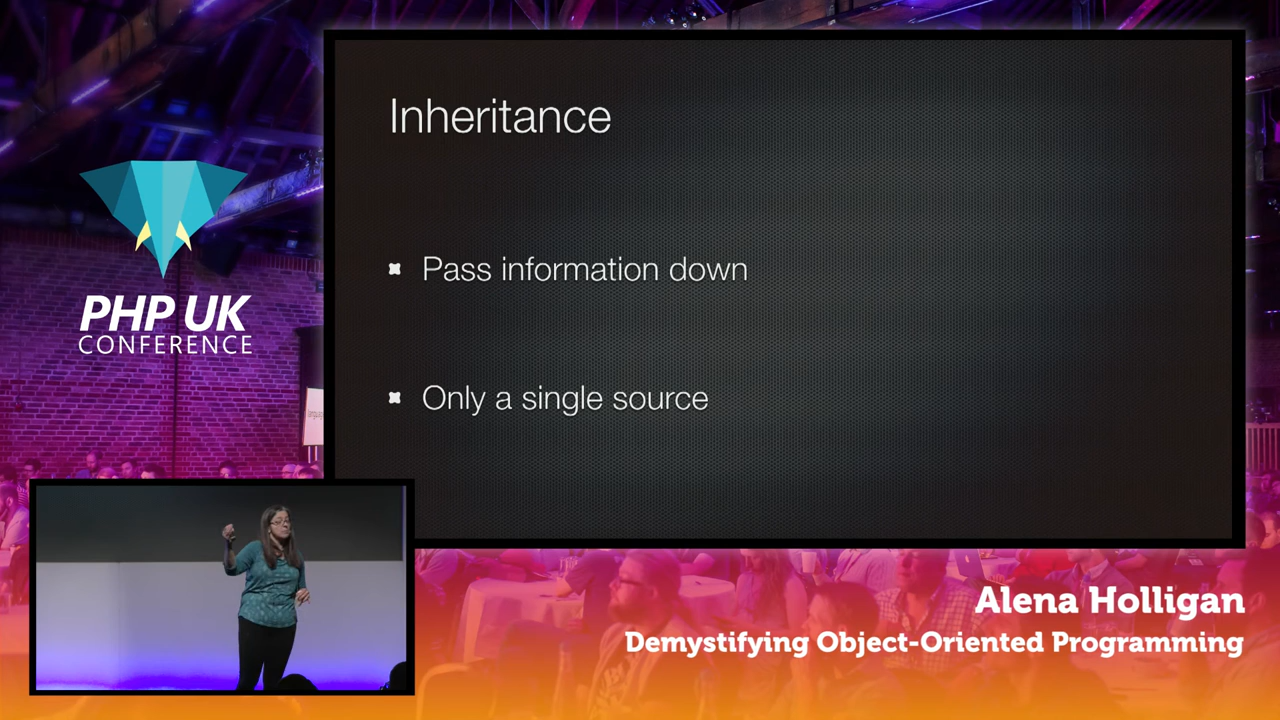 Inheritance
Pass information down
Only a single source
PHP UK
CONFERENCE
Alena Holligan
Demystifying Object-Oriented Programming